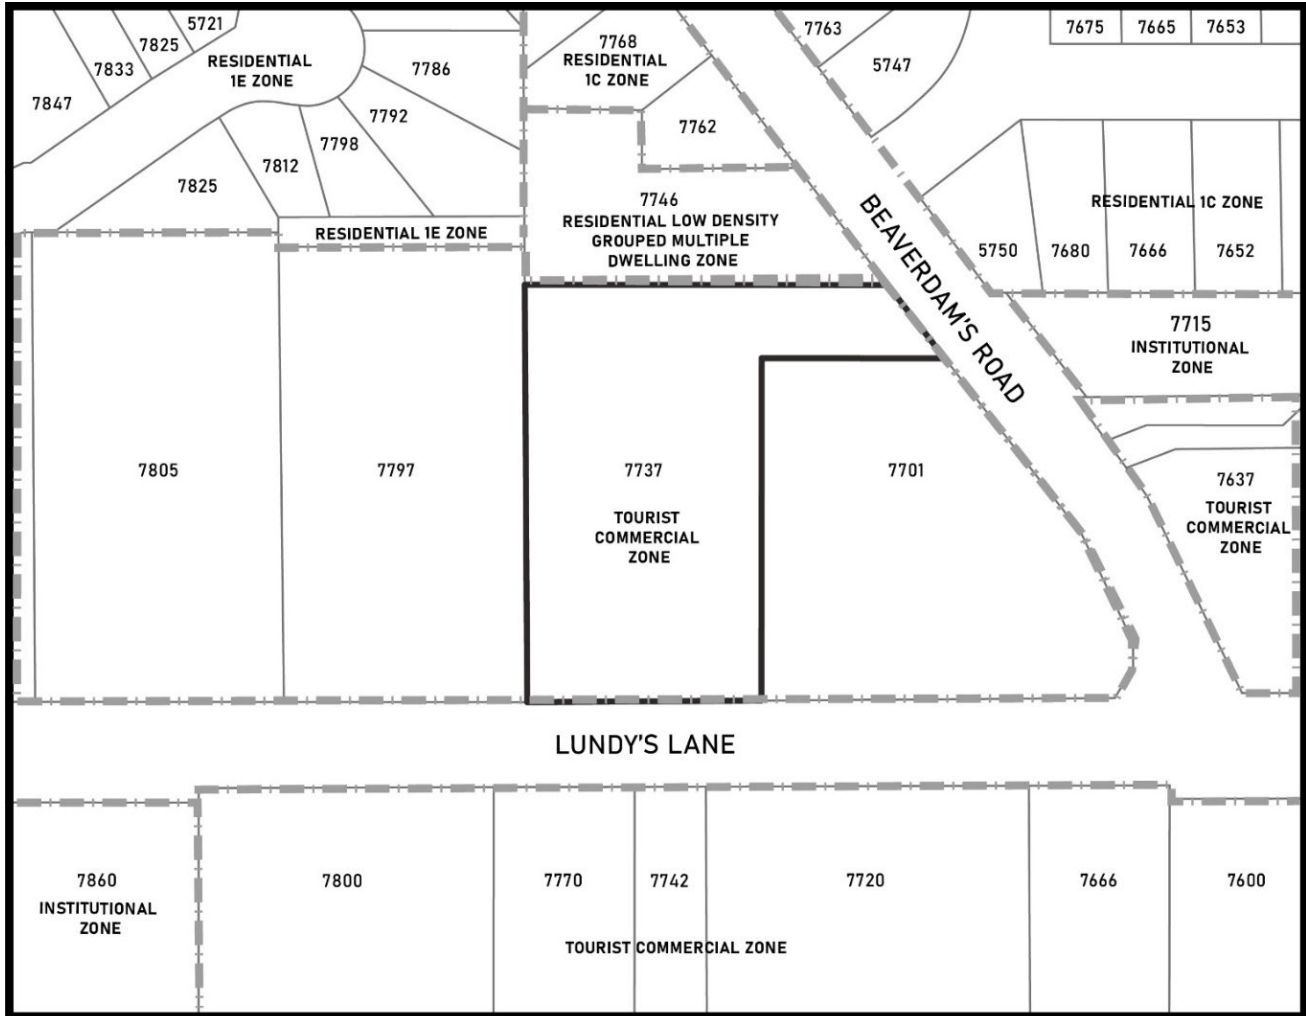 5721
7825
7833
7847
RESIDENTIAL
1E ZONE
7786
7792
7798
7812
7825
RESIDENTIAL 1E ZONE
7768
RESIDENTIAL
1C ZONE
7762
7746
RESIDENTIAL LOW DENSITY
GROUPED MULTIPLE
DWELLING ZONE
7763
5747
BEAVERDAM'S ROAD
7675
7665
7653
RESIDENTIAL 1C ZONE
5750
7680
7666
7652
7715
INSTITUTIONAL
ZONE
7805
7797
7737
TOURIST
COMMERCIAL
ZONE
7701
7637
TOURIST
COMMERCIAL
ZONE
LUNDY'S LANE
7860
INSTITUTIONAL
ZONE
7800
7770
7742
7720
7666
7600
TOURIST COMMERCIAL ZONE